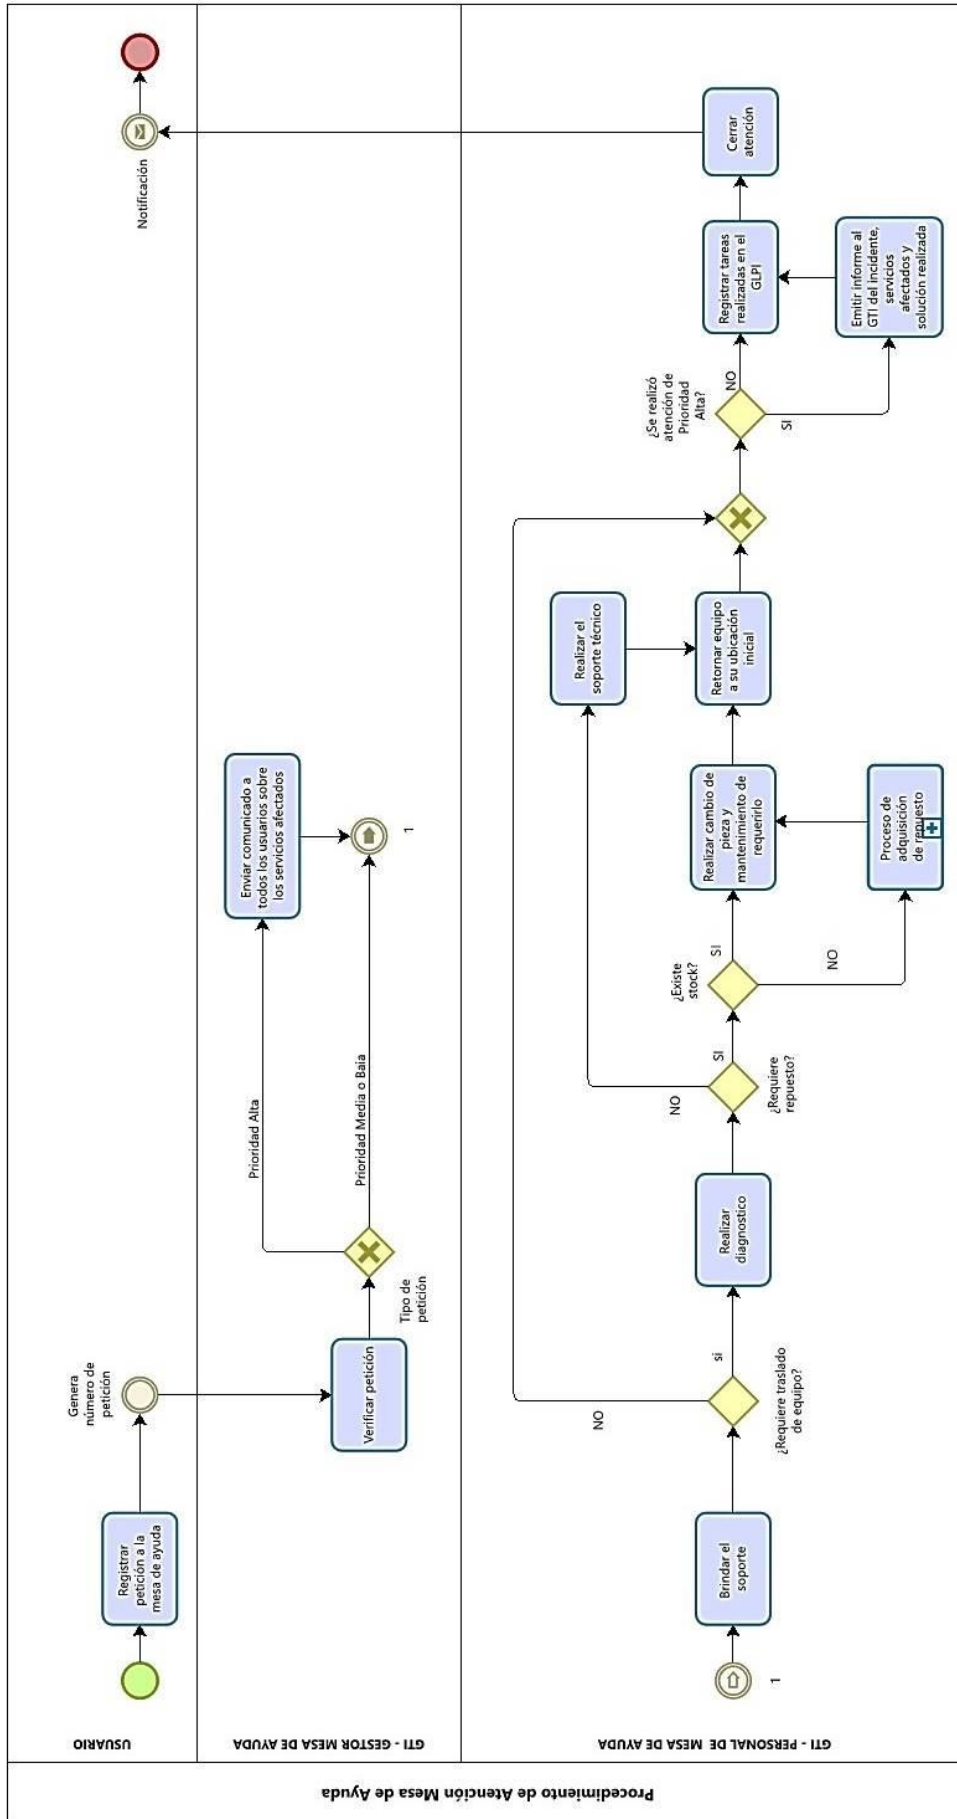 Procedimiento de Atención Mesa de Ayuda
USUARIO
Registrar
petición a la
mesa de ayuda
Genera
número de
petición
Notificación
GTI - GESTOR MESA DE AYUDA
Verificar petición
Tipo de
petición
Prioridad Alta
Prioridad Media o Baia
Enviar comunicado a
todos los usuarios sobre
los servicios afectados
1
GTI - PERSONAL DE MESA DE AYUDA
1
Brindar el
soporte
¿Requiere traslado
de equipo?
NO
si
Realizar
diagnostico
¿Requiere
repuesto?
NO
SI
¿Existe
stock?
SI
NO
Realizar cambio de
pieza y
mantenimiento de
requerirlo
Proceso de
adquisición
de repuesto
Realizar el
soporte técnico
Retornar equipo
a su ubicación
inicial
¿Se realizó
atención de
Prioridad
Alta?
NO
SI
Registrar tareas
realizadas en el
GLPI
Emitir informe al
GTI del incidente,
servicios
afectados y
solución realizada
Cerrar
atención